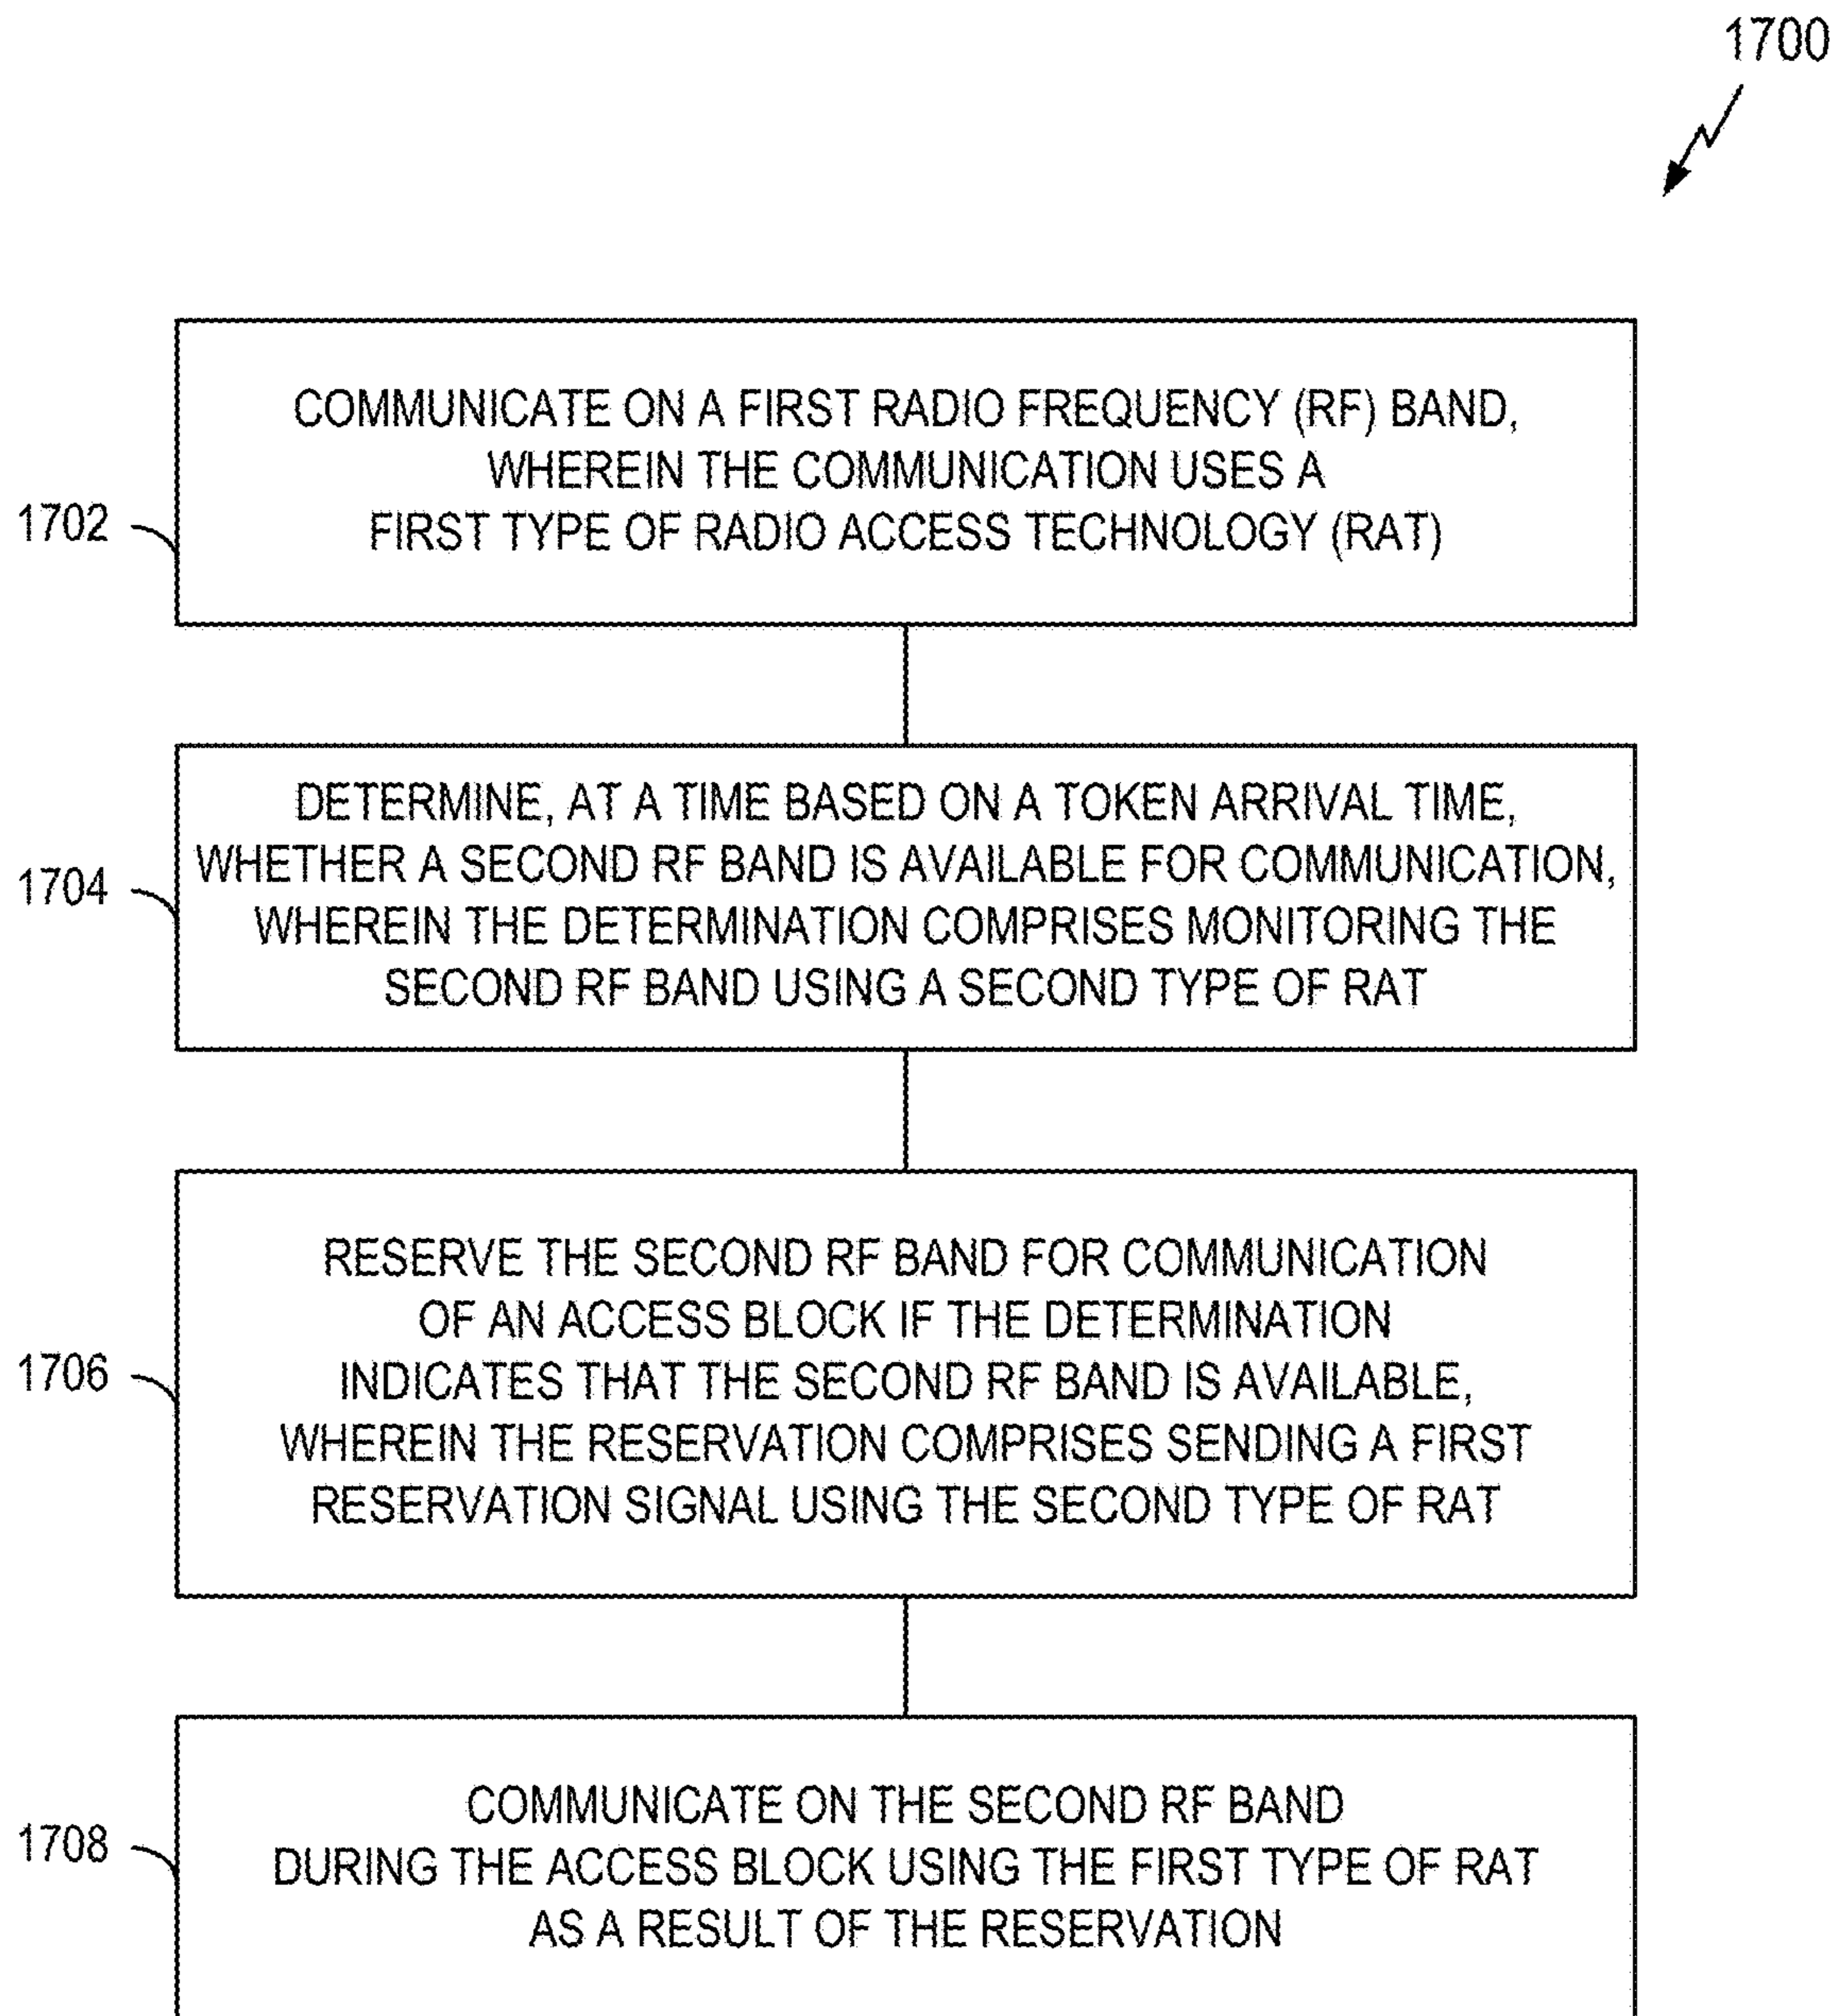 1700
COMMUNICATE ON A FIRST RADIO FREQUENCY (RF) BAND,
WHEREIN THE COMMUNICATION USES A
FIRST TYPE OF RADIO ACCESS TECHNOLOGY (RAT)
1702
DETERMINE, AT A TIME BASED ON A TOKEN ARRIVAL TIME,
WHETHER A SECOND RF BAND IS AVAILABLE FOR COMMUNICATION,
WHEREIN THE DETERMINATION COMPRISES MONITORING THE
SECOND RF BAND USING A SECOND TYPE OF RAT
1704
RESERVE THE SECOND RF BAND FOR COMMUNICATION
OF AN ACCESS BLOCK IF THE DETERMINATION
INDICATES THAT THE SECOND RF BAND IS AVAILABLE,
WHEREIN THE RESERVATION COMPRISES SENDING A FIRST
RESERVATION SIGNAL USING THE SECOND TYPE OF RAT
1706
COMMUNICATE ON THE SECOND RF BAND
DURING THE ACCESS BLOCK USING THE FIRST TYPE OF RAT
AS A RESULT OF THE RESERVATION
1708